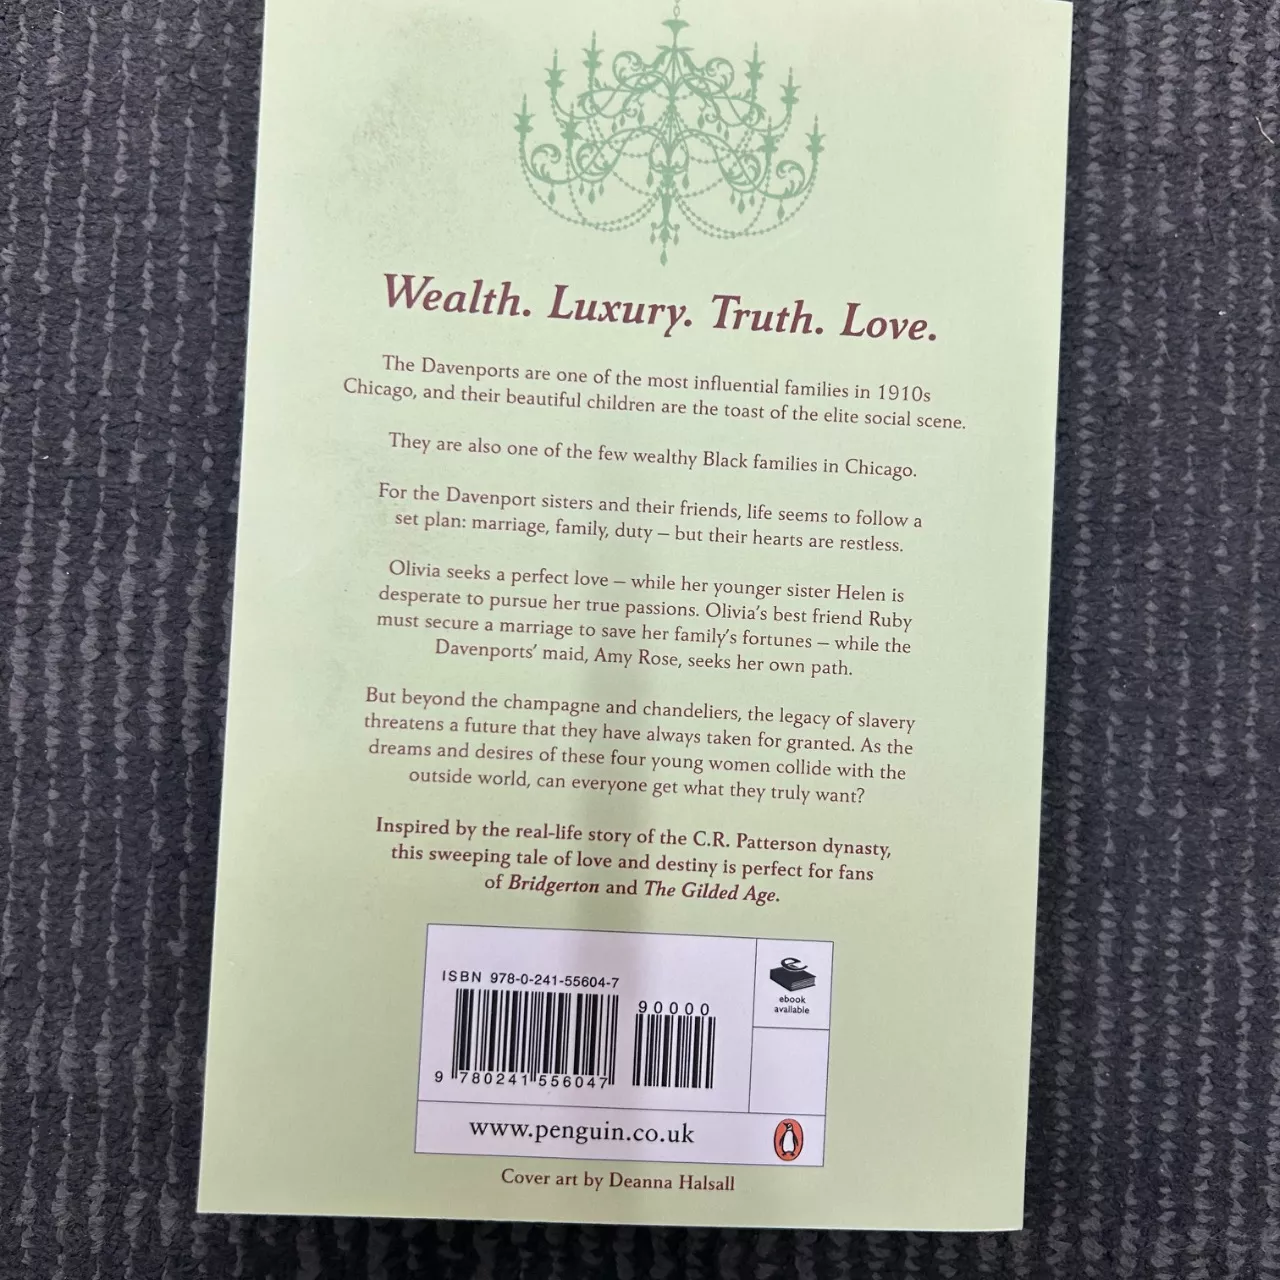 Wealth. Luxury. Truth. Love.
The Davenports are one of the most influential families in 1910s
Chicago, and their beautiful children are the toast of the elite social scene.
They are also one of the few wealthy Black families in Chicago.
For the Davenport sisters and their friends, life seems to follow a
set plan: marriage, family, duty – but their hearts are restless.
Olivia seeks a perfect love – while her younger sister Helen is
desperate to pursue her true passions. Olivia's best friend Ruby
must secure a marriage to save her family's fortunes – while the
Davenports' maid, Amy Rose, seeks her own path.
But beyond the champagne and chandeliers, the legacy of slavery
threatens a future that they have always taken for granted. As the
dreams and desires of these four young women collide with the
outside world, can everyone get what they truly want?
Inspired by the real-life story of the C.R. Patterson dynasty,
this sweeping tale of love and destiny is perfect for fans
of Bridgerton and The Gilded Age.
ISBN 978-0-241-55604-7
90000
9 780241 556047
ebook
available
www.penguin.co.uk
Cover art by Deanna Halsall